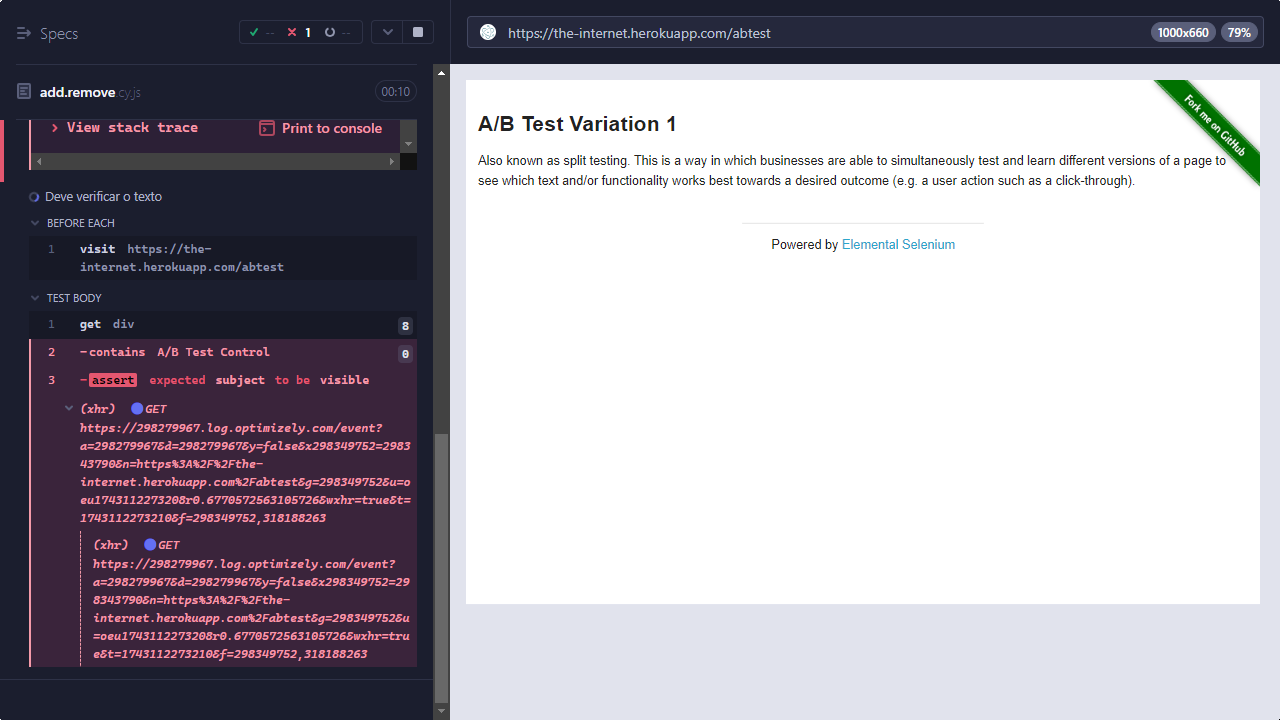 Specs
-- 1 --
https://the-internet.herokuapp.com/abtest
1000x660
79%
add.remove.cy.js
00:10
View stack trace
Print to console
Deve verificar o texto
BEFORE EACH
1 visit https://the-
internet.herokuapp.com/abtest
TEST BODY
1 get div 8
2 -contains A/B Test Control 0
3 -assert expected subject to be visible
(xhr) GET
https://298279967.log.optimizely.com/event?
a=298279967&d=298279967&y=false&x298349752=298
343790&n=https%3A%2F%2Fthe-
internet.herokuapp.com%2Fabtest&g=298349752&u=o
eu1743112273208r0.6770572563105726&wxhr=true&t=
1743112273210&f=298349752,318188263
(xhr) GET
https://298279967.log.optimizely.com/event?
a=298279967&d=298279967&y=false&x298349752=29
8343790&n=https%3A%2F%2Fthe-
internet.herokuapp.com%2Fabtest&g=298349752&u
=oeu1743112273208r0.6770572563105726&wxhr=tru
e&t=1743112273210&f=298349752,318188263
A/B Test Variation 1
Also known as split testing. This is a way in which businesses are able to simultaneously test and learn different versions of a page to
see which text and/or functionality works best towards a desired outcome (e.g. a user action such as a click-through).
Powered by Elemental Selenium
Fork me on GitHub